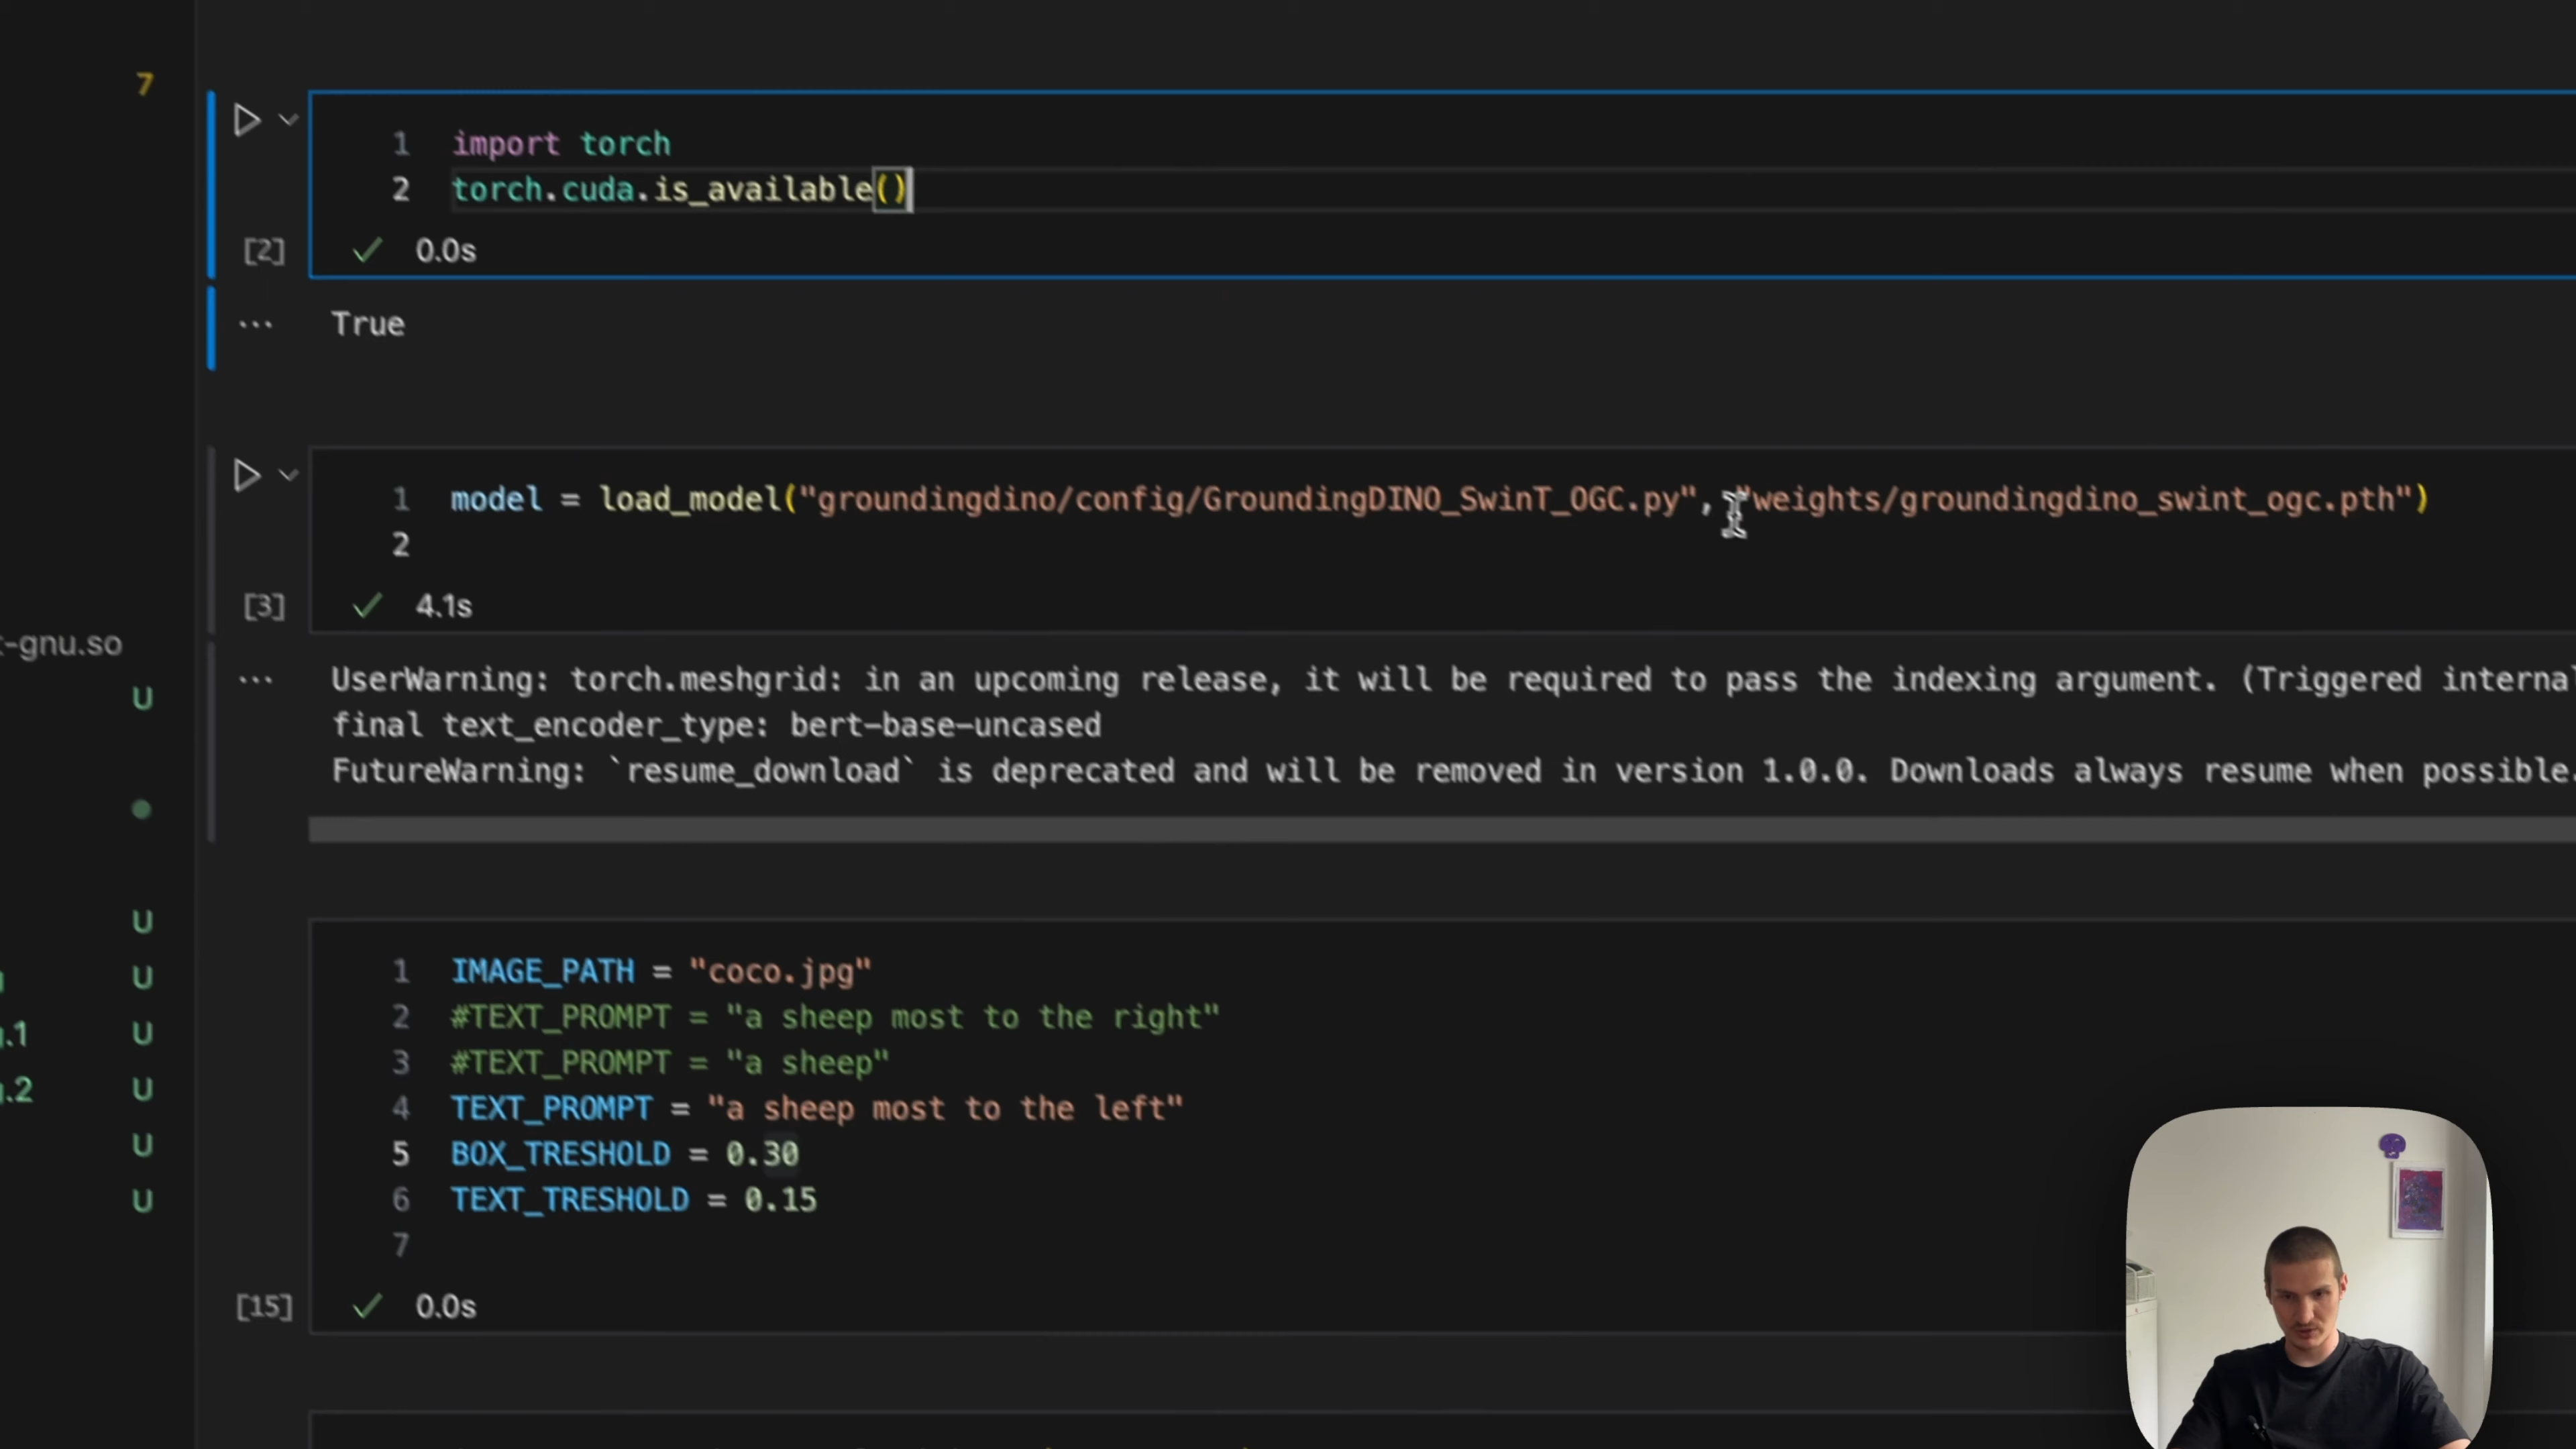 7
1 import torch
2 torch.cuda.is_available()
[2] 0.0s
... True
1 model = load_model("groundingdino/config/GroundingDINO_SwinT_OGC.py", "weights/groundingdino_swint_ogc.pth")
2
[3] 4.1s
-gnu.so
U
... UserWarning: torch.meshgrid: in an upcoming release, it will be required to pass the indexing argument. (Triggered internal
final text_encoder_type: bert-base-uncased
FutureWarning: `resume_download` is deprecated and will be removed in version 1.0.0. Downloads always resume when possible.
U
U
.1 U
.2 U
U
U
1 IMAGE_PATH = "coco.jpg"
2 #TEXT_PROMPT = "a sheep most to the right"
3 #TEXT_PROMPT = "a sheep"
4 TEXT_PROMPT = "a sheep most to the left"
5 BOX_TRESHOLD = 0.30
6 TEXT_TRESHOLD = 0.15
7
[15] 0.0s